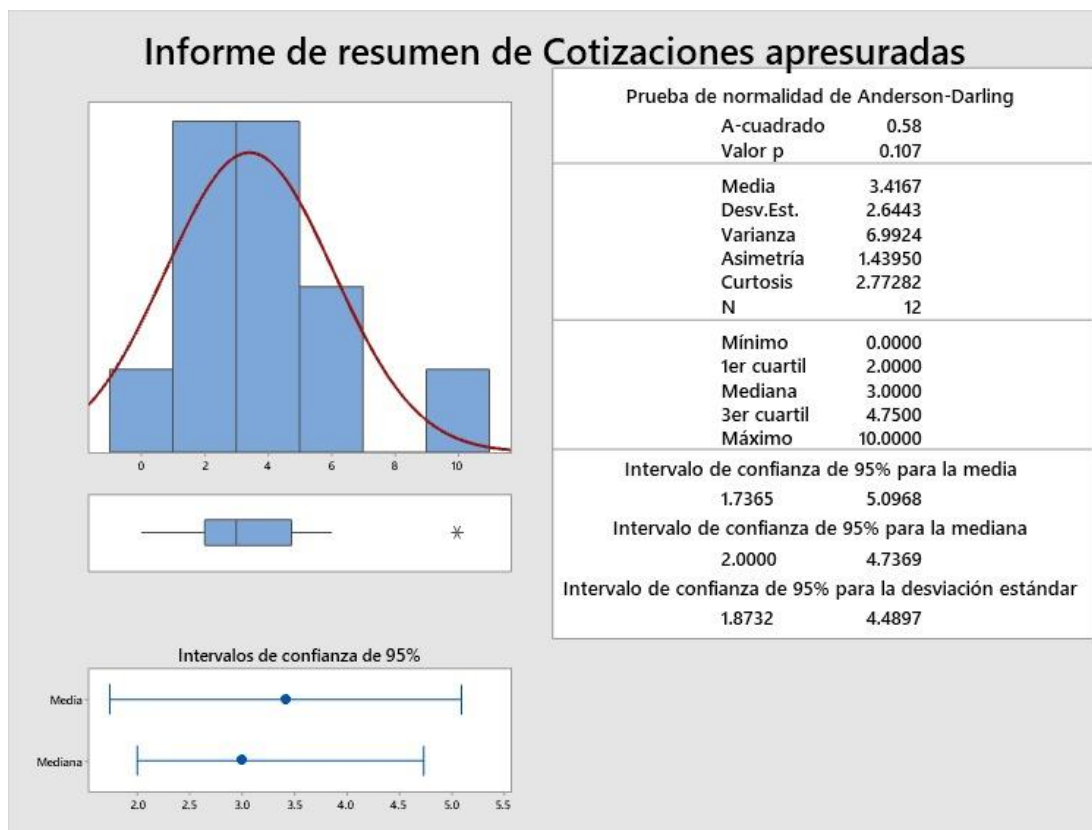 Informe de resumen de Cotizaciones apresuradas
Prueba de normalidad de Anderson-Darling
A-cuadrado 0.58
Valor p 0.107
Media 3.4167
Desv.Est. 2.6443
Varianza 6.9924
Asimetría 1.43950
Curtosis 2.77282
N 12
Mínimo 0.0000
1er cuartil 2.0000
Mediana 3.0000
3er cuartil 4.7500
Máximo 10.0000
Intervalo de confianza de 95% para la media
1.7365 5.0968
Intervalo de confianza de 95% para la mediana
2.0000 4.7369
Intervalo de confianza de 95% para la desviación estándar
1.8732 4.4897
0 2 4 6 8 10
Intervalos de confianza de 95%
Media
Mediana
2.0 2.5 3.0 3.5 4.0 4.5 5.0 5.5